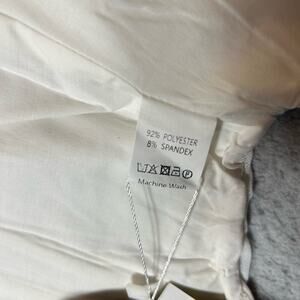 92% POLYESTER
8% SPANDEX
Machine Wash